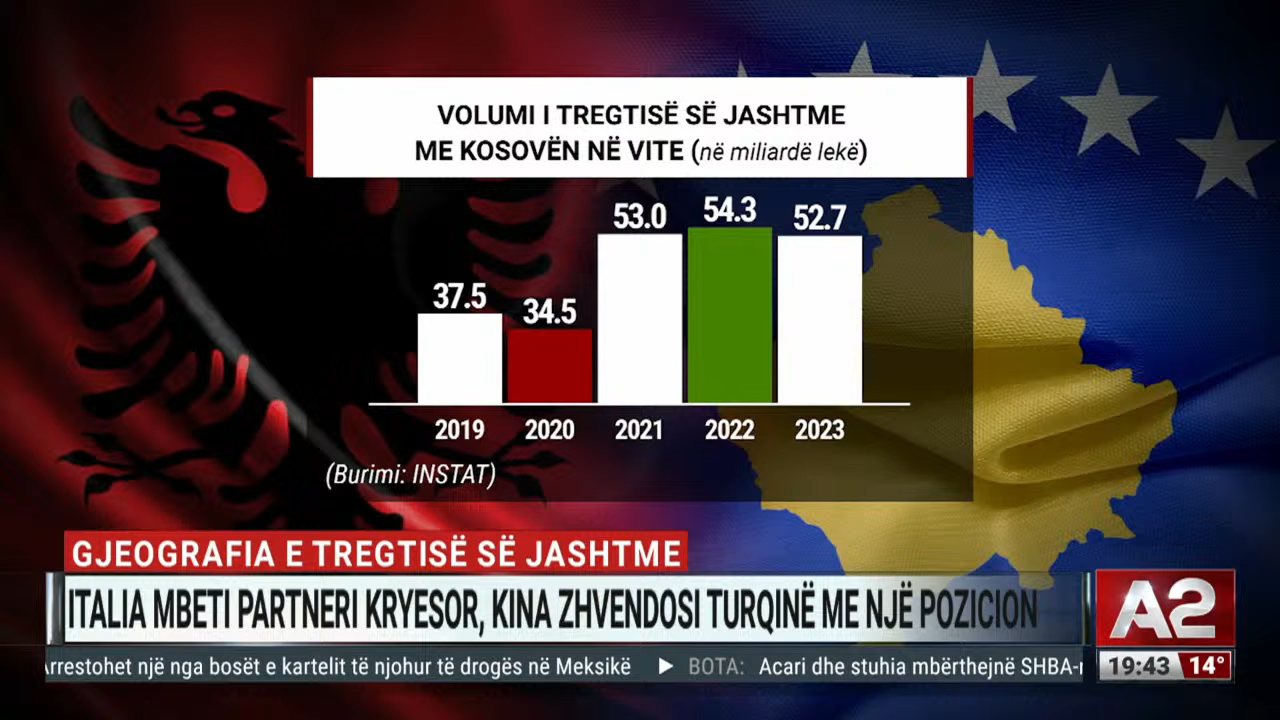 VOLUMI I TREGTISË SË JASHTME
ME KOSOVËN NË VITE (në miliardë lekë)
37.5
34.5
53.0
54.3
52.7
2019
2020
2021
2022
2023
(Burimi: INSTAT)
GJEOGRAFIA E TREGTISË SË JASHTME
ITALIA MBETI PARTNERI KRYESOR, KINA ZHVENDOSI TURQINË ME NJË POZICION
A2
rrestohet një nga bosët e kartelit të njohur të drogës në Meksikë ▶ BOTA: Acari dhe stuhia mbërthejnë SHBA-
19:43 14°